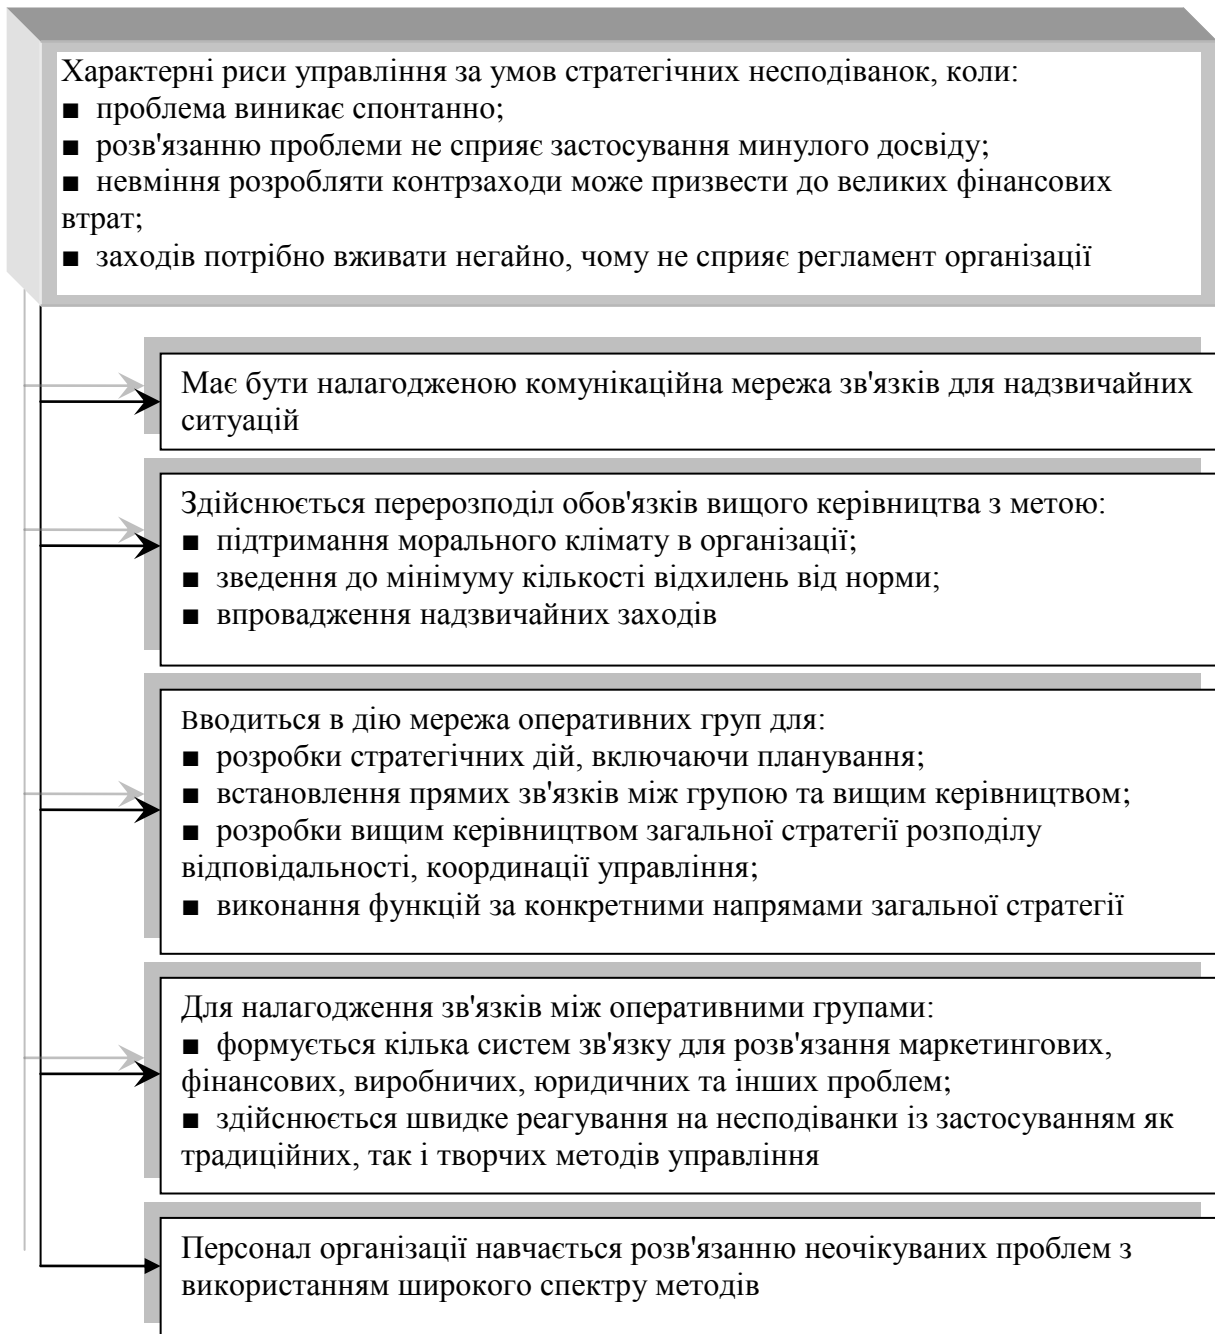 Характерні риси управління за умов стратегічних несподіванок, коли:
■ проблема виникає спонтанно;
■ розв'язанню проблеми не сприяє застосування минулого досвіду;
■ невміння розробляти контрзаходи може призвести до великих фінансових
втрат;
■ заходів потрібно вживати негайно, чому не сприяє регламент організації
Має бути налагодженою комунікаційна мережа зв'язків для надзвичайних
ситуацій
Здійснюється перерозподіл обов'язків вищого керівництва з метою:
■ підтримання морального клімату в організації;
■ зведення до мінімуму кількості відхилень від норми;
■ впровадження надзвичайних заходів
Вводиться в дію мережа оперативних груп для:
■ розробки стратегічних дій, включаючи планування;
■ встановлення прямих зв'язків між групою та вищим керівництвом;
■ розробки вищим керівництвом загальної стратегії розподілу
відповідальності, координації управління;
■ виконання функцій за конкретними напрямами загальної стратегії
Для налагодження зв'язків між оперативними групами:
■ формується кілька систем зв'язку для розв'язання маркетингових,
фінансових, виробничих, юридичних та інших проблем;
■ здійснюється швидке реагування на несподіванки із застосуванням як
традиційних, так і творчих методів управління
Персонал організації навчається розв'язанню неочікуваних проблем з
використанням широкого спектру методів